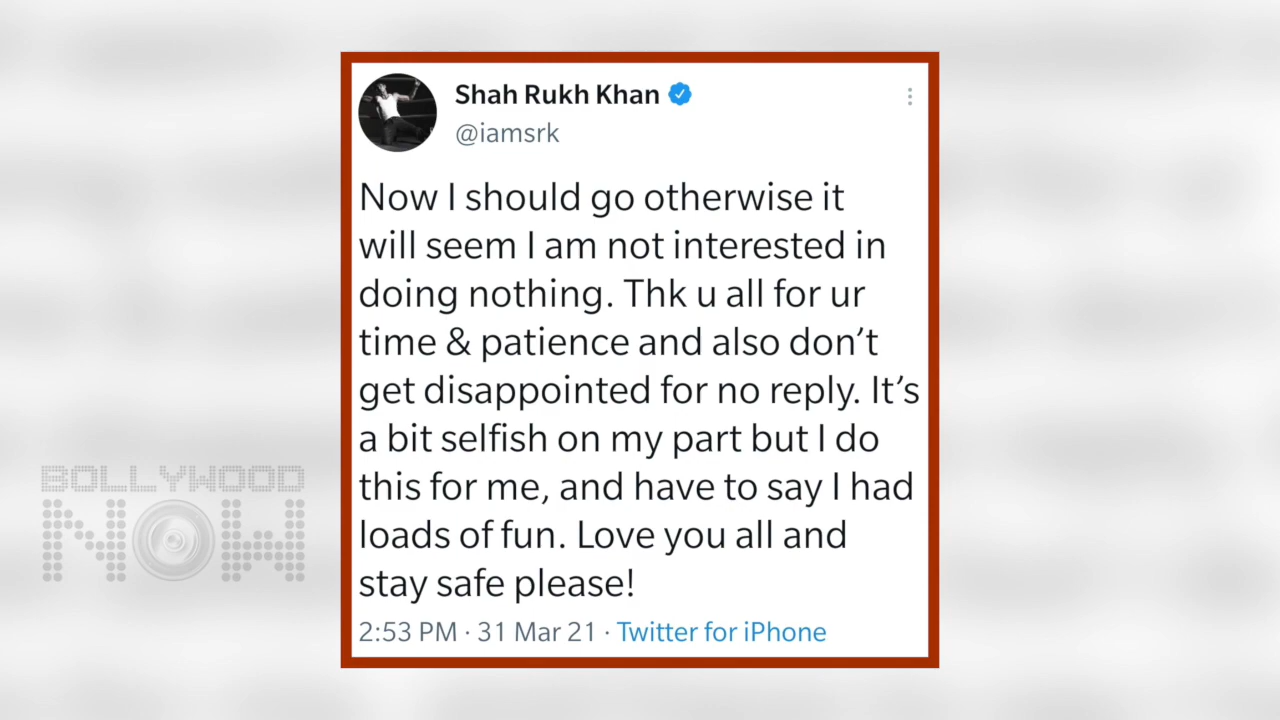 Shah Rukh Khan
@iamsrk
Now I should go otherwise it
will seem I am not interested in
doing nothing. Thk u all for ur
time & patience and also don’t
get disappointed for no reply. It’s
a bit selfish on my part but I do
this for me, and have to say I had
loads of fun. Love you all and
stay safe please!
2:53 PM · 31 Mar 21 · Twitter for iPhone
BOLLYWOOD
NOW